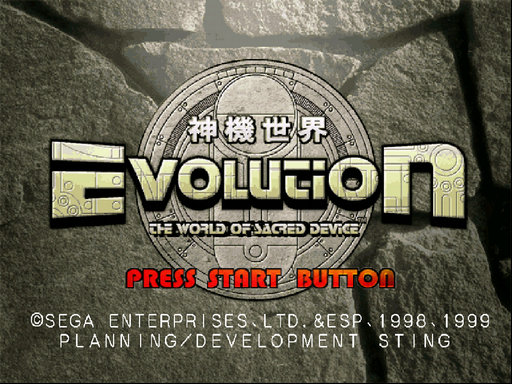 神機世界
EVOLUTION
THE WORLD OF SACRED DEVICE
PRESS START BUTTON
©SEGA ENTERPRISES、LTD.&ESP、1998、1999
PLANNING/DEVELOPMENT STING